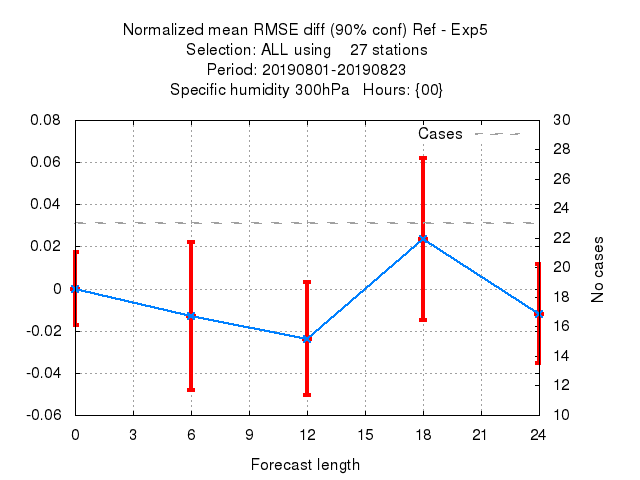 Normalized mean RMSE diff (90% conf) Ref - Exp5
Selection: ALL using    27 stations
Period: 20190801-20190823
Specific humidity 300hPa   Hours: {00}
Cases
0.08
0.06
0.04
0.02
0
-0.02
-0.04
-0.06
30
28
26
24
22
20
18
16
14
12
10
No cases
0 3 6 9 12 15 18 21 24
Forecast length